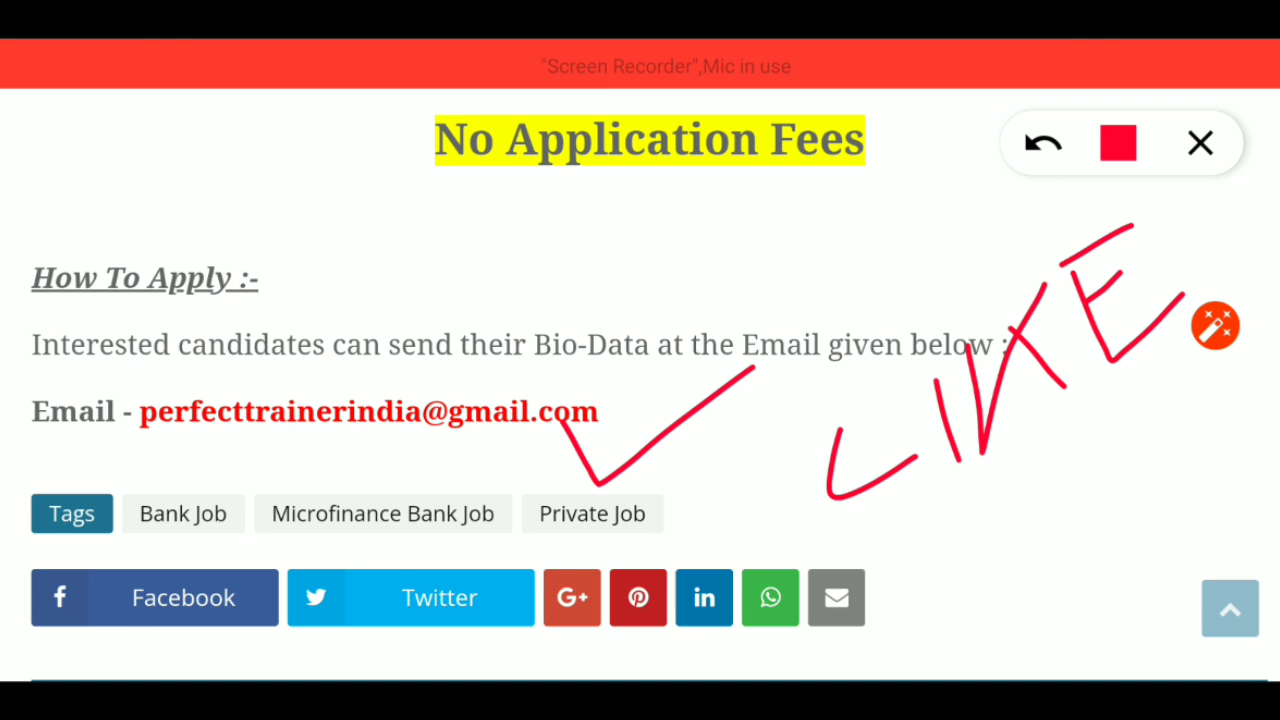 "Screen Recorder",Mic in use
No Application Fees
How To Apply :-
Interested candidates can send their Bio-Data at the Email given below :
Email - perfecttrainerindia@gmail.com
LIKE
Tags Bank Job Microfinance Bank Job Private Job
Facebook Twitter G+